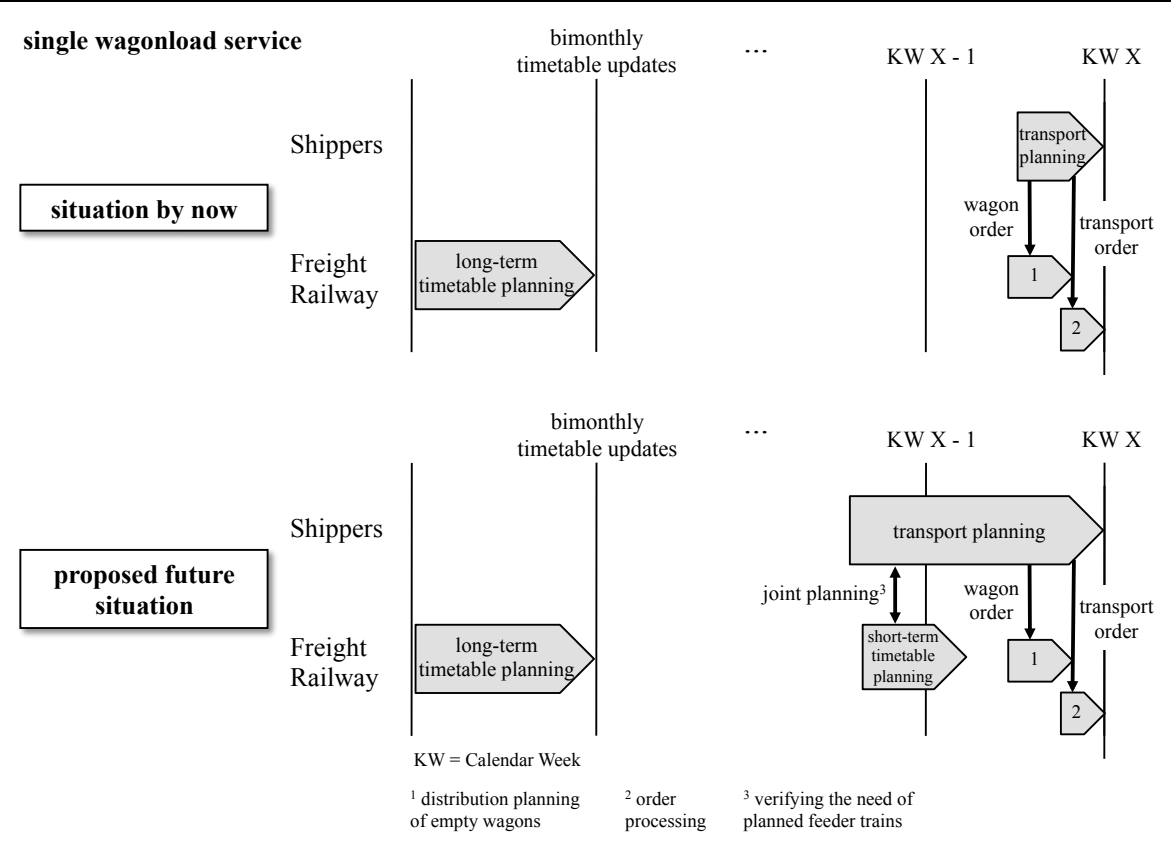 single wagonload service
bimonthly
timetable updates
...
KW X - 1
KW X
Shippers
transport
planning
situation by now
wagon
order
transport
order
Freight
Railway
long-term
timetable planning
1
2
bimonthly
timetable updates
...
KW X - 1
KW X
Shippers
transport planning
proposed future
situation
joint planning³
wagon
order
transport
order
Freight
Railway
long-term
timetable planning
short-term
timetable
planning
1
2
KW = Calendar Week
¹ distribution planning
of empty wagons
² order
processing
³ verifying the need of
planned feeder trains